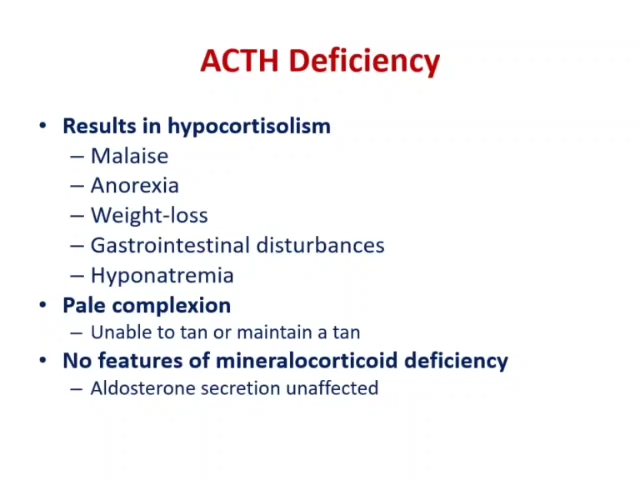 ACTH Deficiency
• Results in hypocortisolism
– Malaise
– Anorexia
– Weight-loss
– Gastrointestinal disturbances
– Hyponatremia
• Pale complexion
– Unable to tan or maintain a tan
• No features of mineralocorticoid deficiency
– Aldosterone secretion unaffected